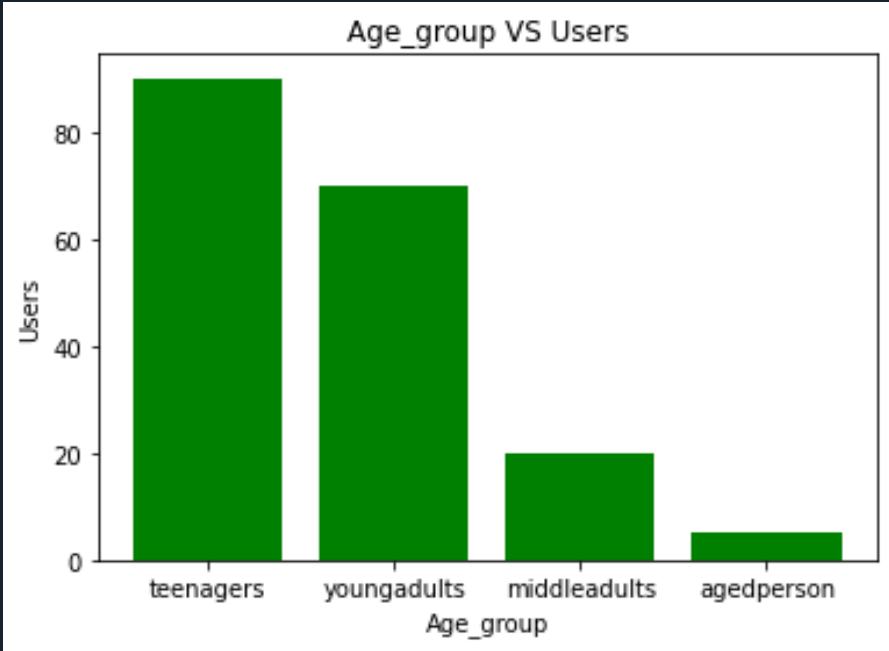 Age_group VS Users
Users
80
60
40
20
0
teenagers youngadults middleadults agedperson
Age_group